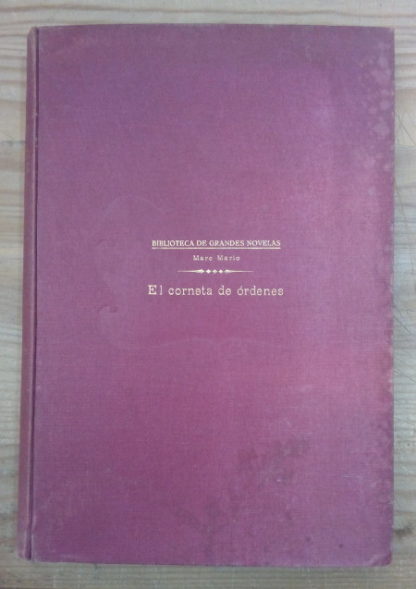 BIBLIOTECA DE GRANDES NOVELAS
Marc Mario
El corneta de órdenes